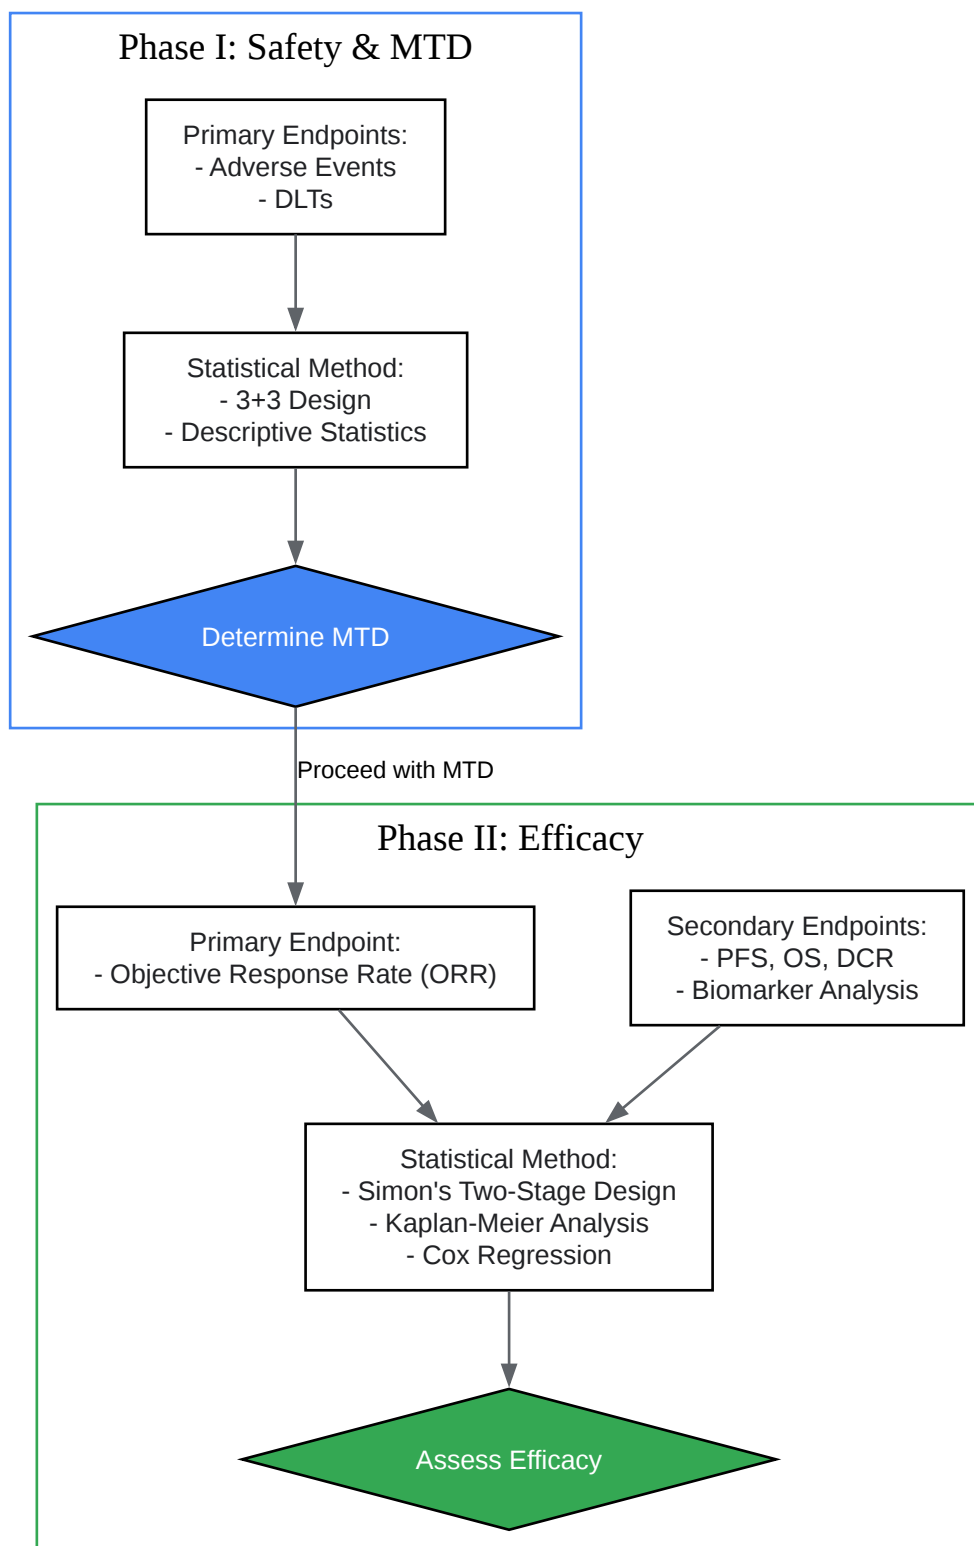 Phase I: Safety & MTD
Primary Endpoints:
- Adverse Events
- DLTs
Statistical Method:
- 3+3 Design
- Descriptive Statistics
Determine MTD
Proceed with MTD
Phase II: Efficacy
Primary Endpoint:
- Objective Response Rate (ORR)
Secondary Endpoints:
- PFS, OS, DCR
- Biomarker Analysis
Statistical Method:
- Simon's Two-Stage Design
- Kaplan-Meier Analysis
- Cox Regression
Assess Efficacy